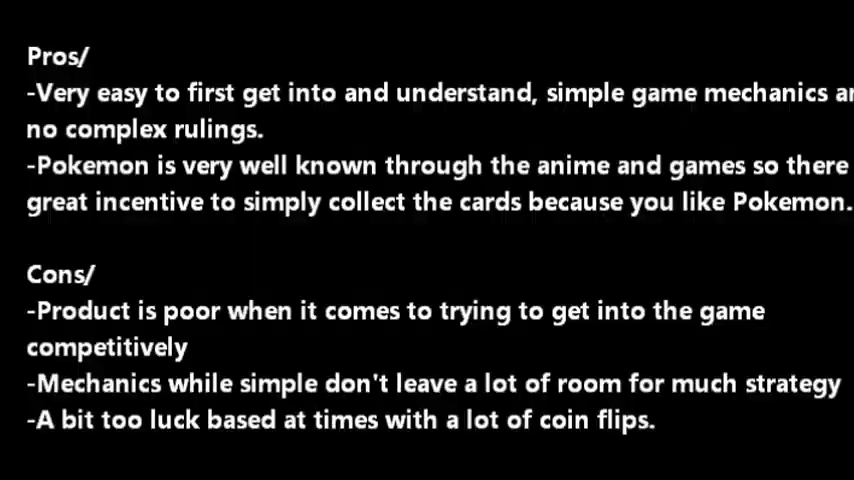 Pros/
-Very easy to first get into and understand, simple game mechanics
no complex rulings.
-Pokemon is very well known through the anime and games so there
great incentive to simply collect the cards because you like Pokemon.
Cons/
-Product is poor when it comes to trying to get into the game
competitively
-Mechanics while simple don't leave a lot of room for much strategy
-A bit too luck based at times with a lot of coin flips.